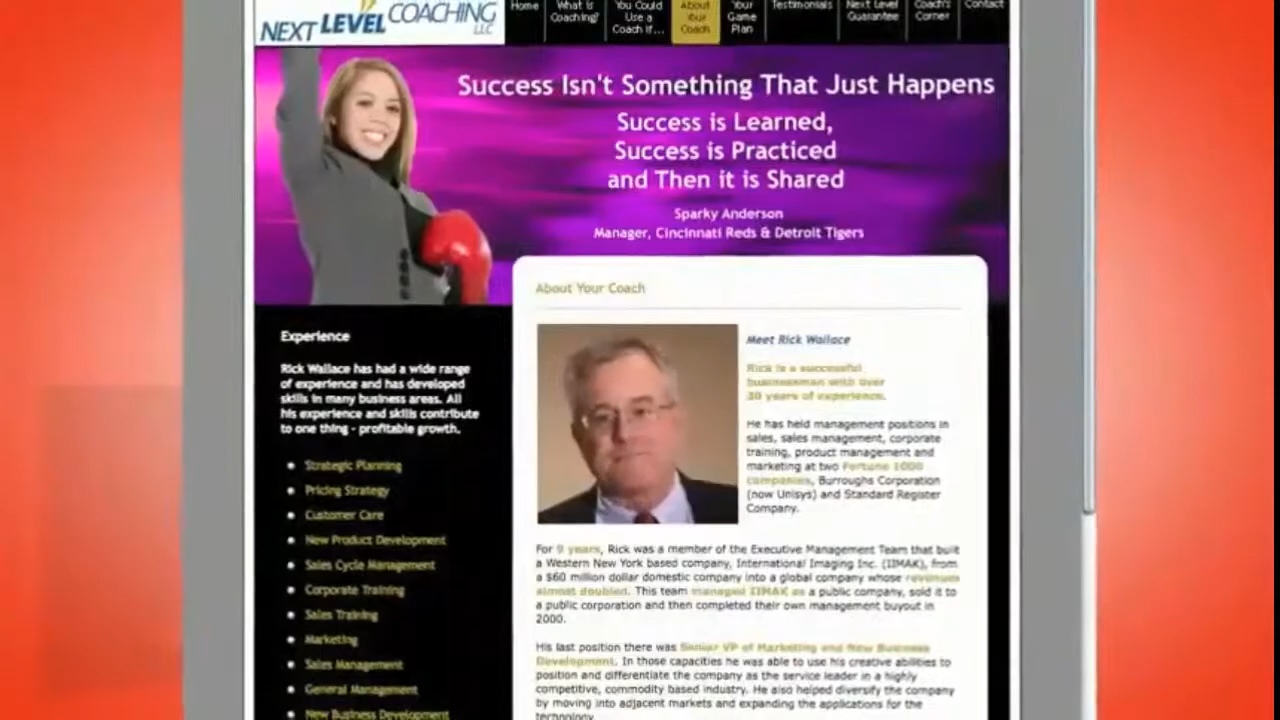 NEXT LEVEL COACHING LLC
Home
What is
Coaching?
You Could
Use a
Coach if...
About
Your
Coach
Your
Game
Plan
Testimonials
Next Level
Guarantee
Coach's
Corner
Contact
Success Isn't Something That Just Happens
Success is Learned,
Success is Practiced
and Then it is Shared
Sparky Anderson
Manager, Cincinnati Reds & Detroit Tigers
About Your Coach
Experience
Rick Wallace has had a wide range
of experience and has developed
skills in many business areas. All
his experience and skills contribute
to one thing - profitable growth.
Strategic Planning
Pricing Strategy
Customer Care
New Product Development
Sales Cycle Management
Corporate Training
Sales Training
Marketing
Sales Management
General Management
New Business Development
Meet Rick Wallace
Rick is a successful
businessman with over
30 years of experience.
He has held management positions in
sales, sales management, corporate
training, product management and
marketing at two Fortune 1000
companies, Burroughs Corporation
(now Unisys) and Standard Register
Company.
For 9 years, Rick was a member of the Executive Management Team that built
a Western New York based company, International Imaging Inc. (IIMAK), from
a $60 million dollar domestic company into a global company whose revenues
almost doubled. This team managed IIMAK as a public company, sold it to
a public corporation and then completed their own management buyout in
2000.
His last position there was Senior VP of Marketing and New Business
Development. In those capacities he was able to use his creative abilities to
position and differentiate the company as the service leader in a highly
competitive, commodity based industry. He also helped diversify the company
by moving into adjacent markets and expanding the applications for the
technology.